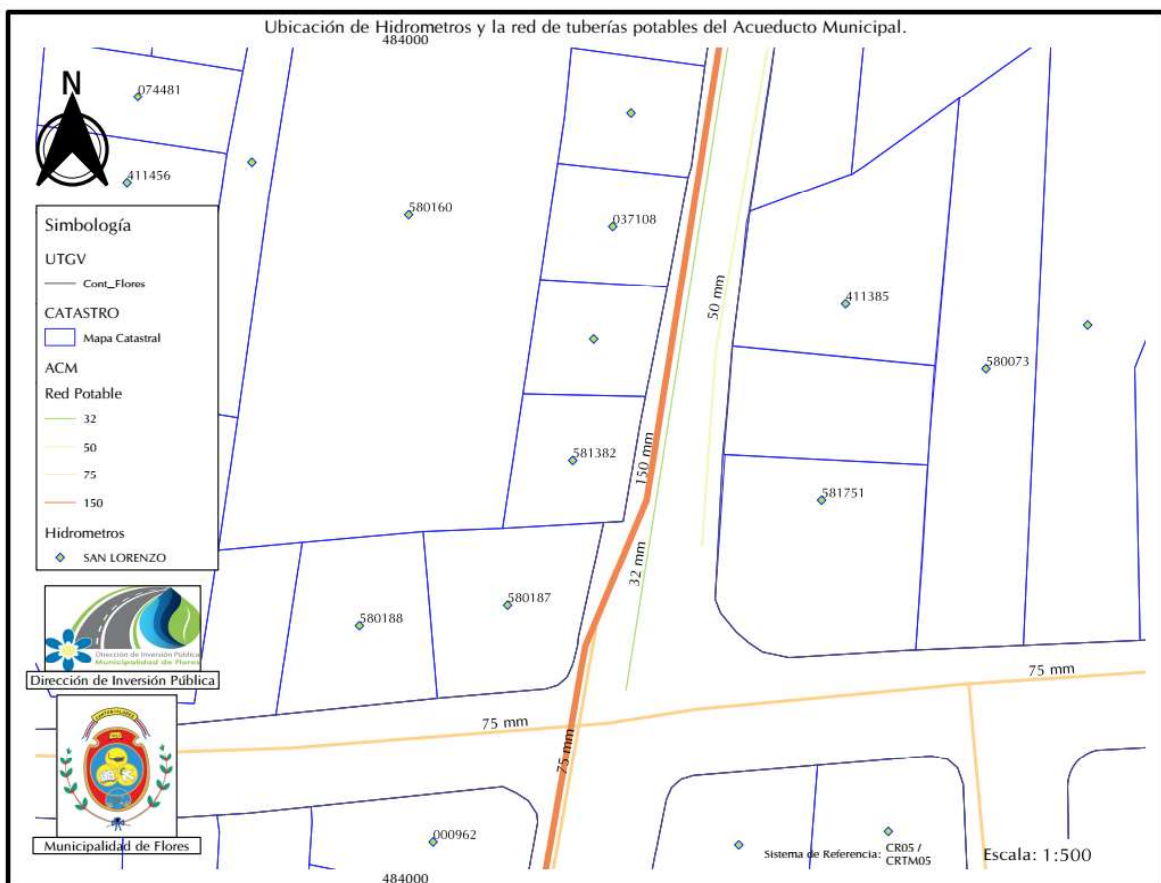 Ubicación de Hidrometros y la red de tuberías potables del Acueducto Municipal.
484000
N
074481
411456
580160
037108
411385
580073
50 mm
Simbología
UTGV
Cont_Flores
CATASTRO
Mapa Catastral
ACM
Red Potable
32
50
75
150
Hidrometros
SAN LORENZO
581382
150 mm
581751
32 mm
580188
580187
Dirección de Inversión Pública
Municipalidad de Flores
Dirección de Inversión Pública
75 mm
75 mm
75 mm
Municipalidad de Flores
000962
Sistema de Referencia:
CR05 /
CRTM05
Escala: 1:500
484000